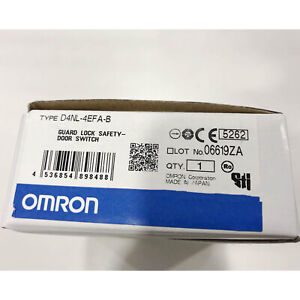 TYPE D4NL-4EFA-B
GUARD LOCK SAFETY-
DOOR SWITCH
5262
LOT No.06619ZA
QTY. 1
4 536854 898488
OMRON Corporation
MADE IN JAPAN
OMRON